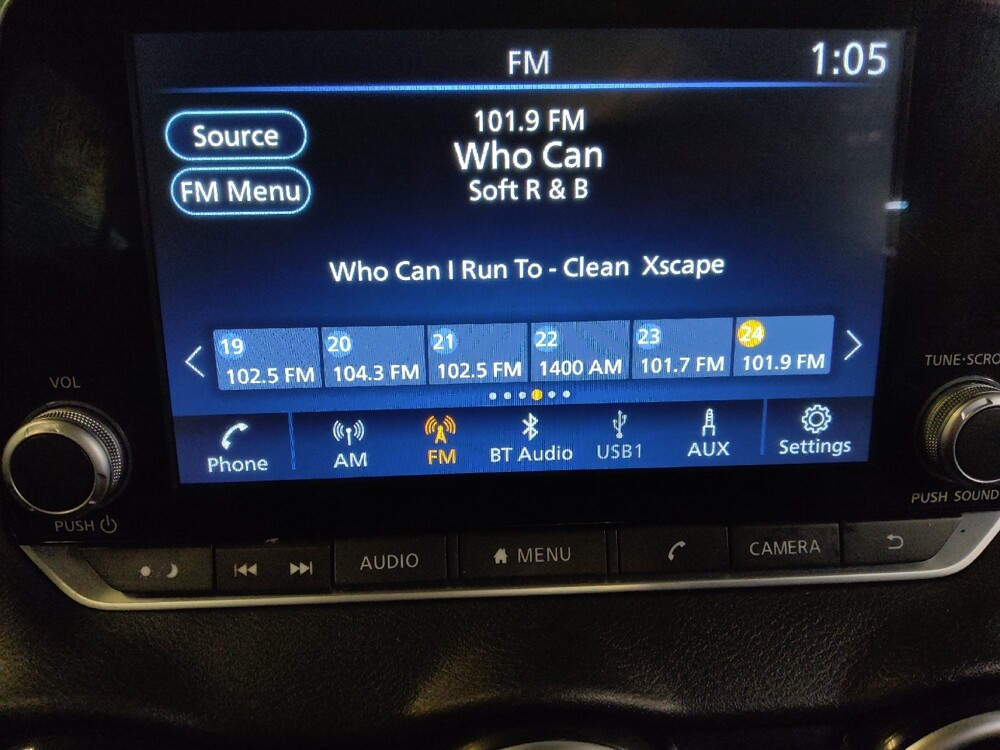 FM
1:05
Source
101.9 FM
FM Menu
Who Can
Soft R & B
Who Can I Run To - Clean Xscape
19 20 21 22 23 24
102.5 FM 104.3 FM 102.5 FM 1400 AM 101.7 FM 101.9 FM
VOL
TUNE·SCRO
Phone AM FM BT Audio USB1 AUX Settings
PUSH
PUSH SOUND
AUDIO MENU CAMERA